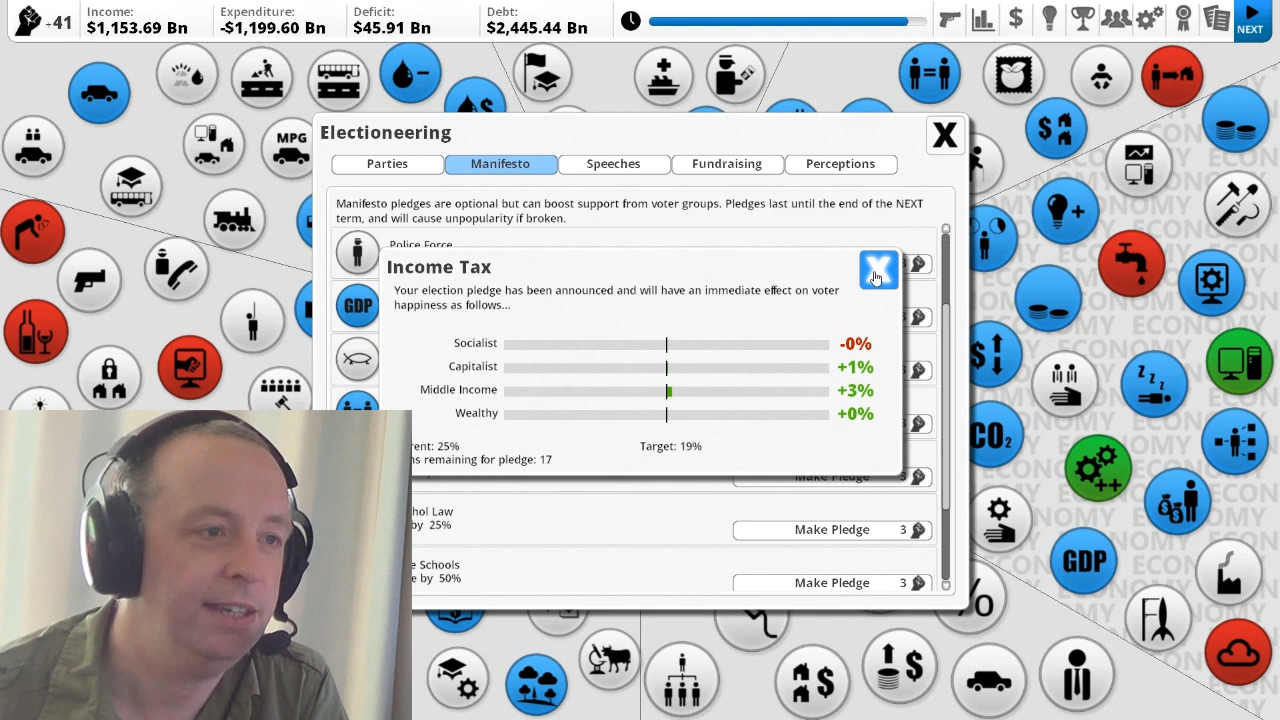 +41
Income:
$1,153.69 Bn
Expenditure:
-$1,199.60 Bn
Deficit:
$45.91 Bn
Debt:
$2,445.44 Bn
NEXT
Electioneering
X
Parties
Manifesto
Speeches
Fundraising
Perceptions
Manifesto pledges are optional but can boost support from voter groups. Pledges last until the end of the NEXT
term, and will cause unpopularity if broken.
Police Force
GDP
Income Tax
X
Your election pledge has been announced and will have an immediate effect on voter
happiness as follows...
Socialist -0%
Capitalist +1%
Middle Income +3%
Wealthy +0%
rent: 25%
Target: 19%
ns remaining for pledge: 17
Make Pledge 3
hol Law
by 25%
Make Pledge 3
e Schools
e by 50%
Make Pledge 3
MPG
CO2
GDP
ECONOMY